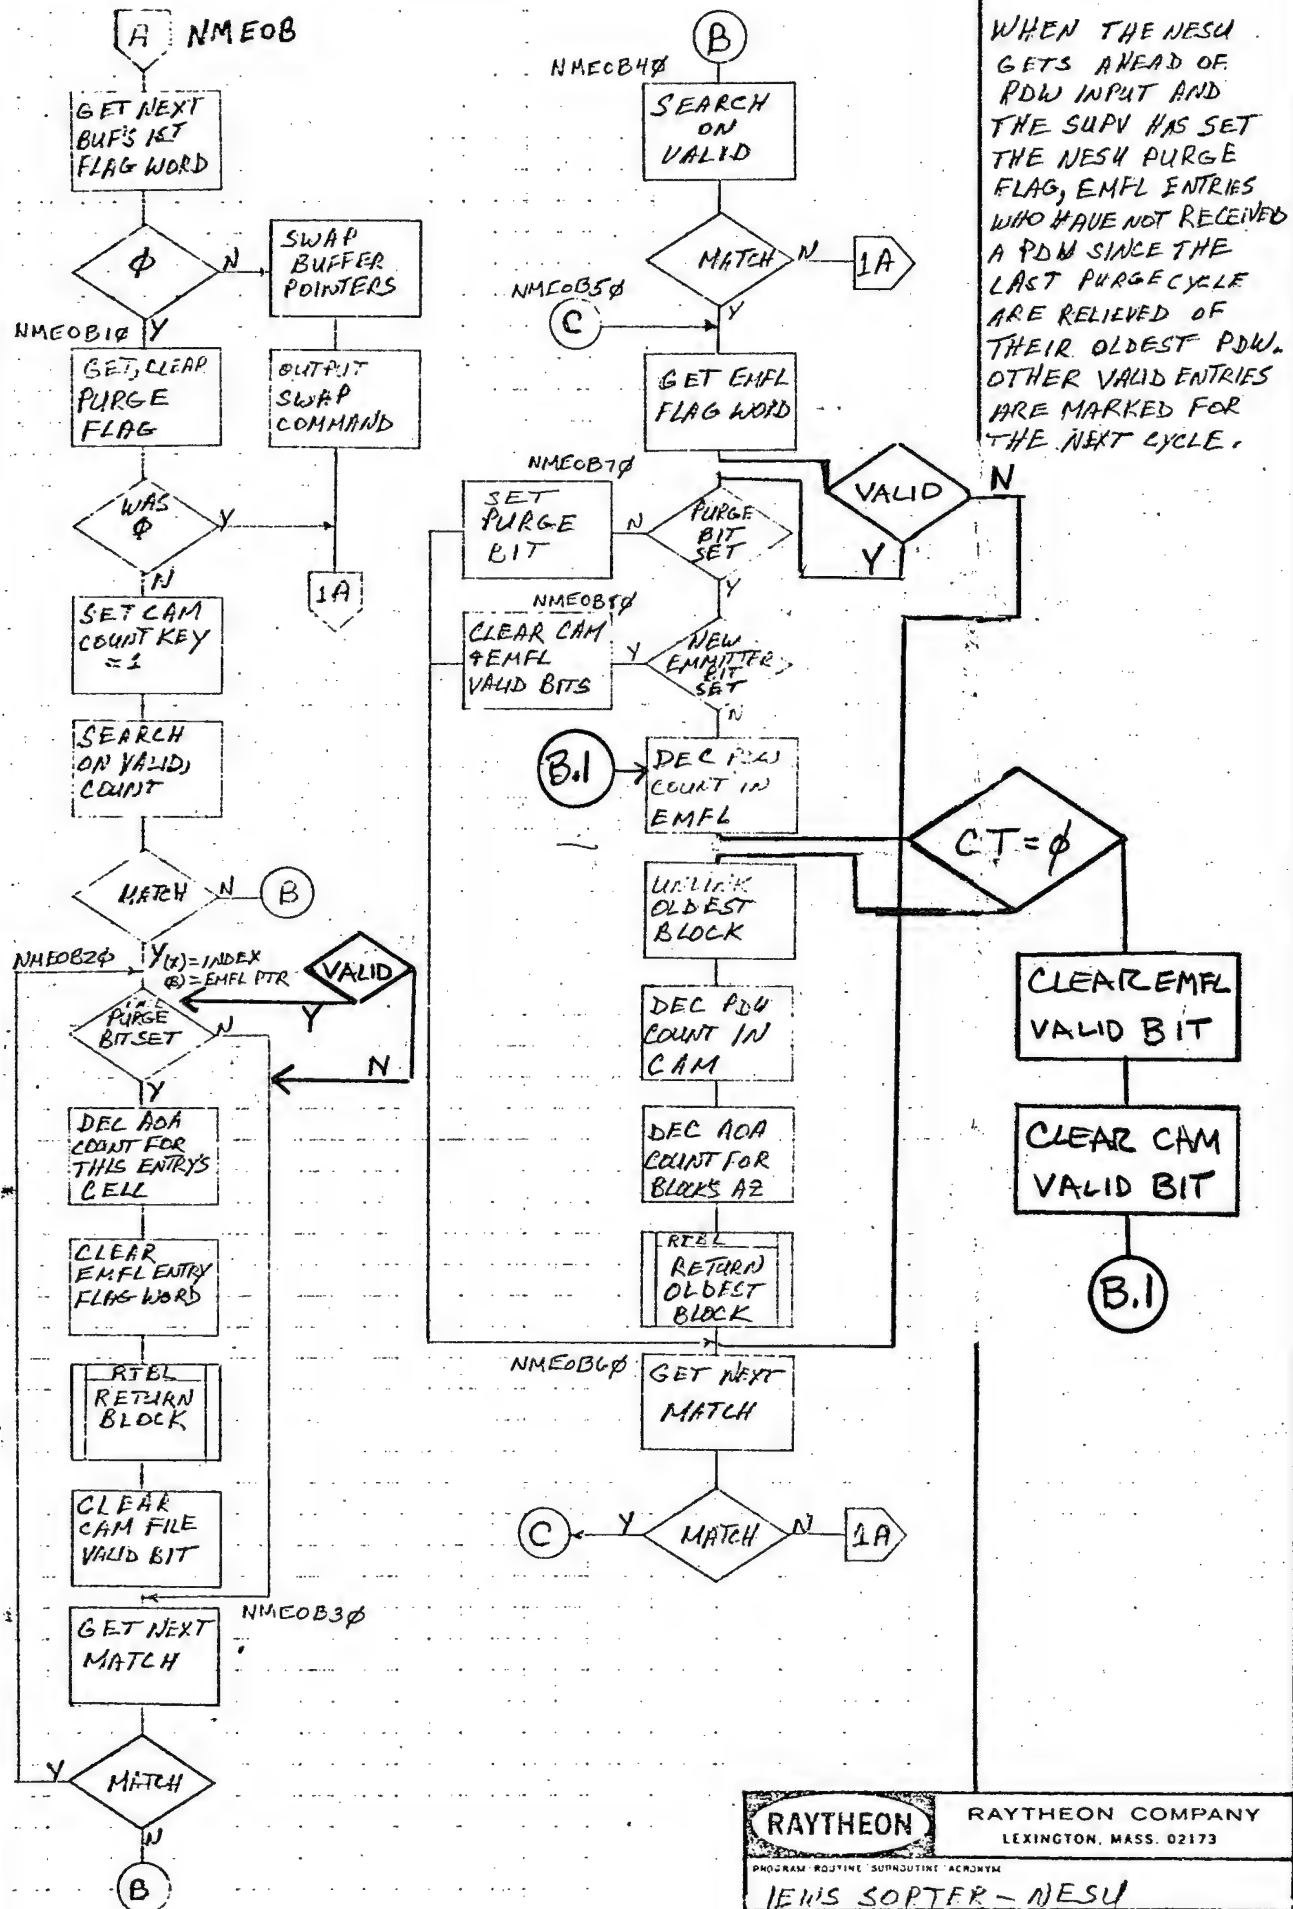 A NMEOB
GET NEXT
BUF'S 1ST
FLAG WORD
φ
N
SWAP
BUFFER
POINTERS
OUTPUT
SWAP
COMMAND
NMEOB1φ
Y
GET, CLEAR
PURGE
FLAG
WAS
φ
Y
N
1A
SET CAM
COUNT KEY
= 1
SEARCH
ON VALID,
COUNT
MATCH
N
B
NMEOB2φ
Y (X)=INDEX
(B)=EMFL PTR
VALID
Y
N
PURGE
BIT SET
N
Y
DEC AOA
COUNT FOR
THIS ENTRY'S
CELL
CLEAR
EMFL ENTRY
FLAG WORD
RTBL
RETURN
BLOCK
CLEAR
CAM FILE
VALID BIT
NMEOB3φ
GET NEXT
MATCH
Y
MATCH
N
B
B
NMEOB4φ
SEARCH
ON
VALID
MATCH
N
1A
NMEOB5φ
C
Y
GET EMFL
FLAG WORD
VALID
N
Y
NMEOB7φ
SET
PURGE
BIT
N
PURGE
BIT
SET
Y
NMEOB8φ
CLEAR CAM
& EMFL
VALID BITS
Y
NEW
EMMITTER
BIT
SET
N
B.1
DEC PDW
COUNT IN
EMFL
CT=φ
UNLINK
OLDEST
BLOCK
CLEAR EMFL
VALID BIT
DEC PDW
COUNT IN
CAM
CLEAR CAM
VALID BIT
DEC AOA
COUNT FOR
BLOCK'S AZ
B.1
RTBL
RETURN
OLDEST
BLOCK
NMEOB6φ
GET NEXT
MATCH
C
Y
MATCH
N
1A
WHEN THE NESU
GETS AHEAD OF
PDW INPUT AND
THE SUPV HAS SET
THE NESU PURGE
FLAG, EMFL ENTRIES
WHO HAVE NOT RECEIVED
A PDW SINCE THE
LAST PURGE CYCLE
ARE RELIEVED OF
THEIR OLDEST PDW.
OTHER VALID ENTRIES
ARE MARKED FOR
THE NEXT CYCLE.
RAYTHEON
RAYTHEON COMPANY
LEXINGTON, MASS. 02173
PROGRAM ROUTINE SUBROUTINE ACRONYM
IEWS SORTER - NESU